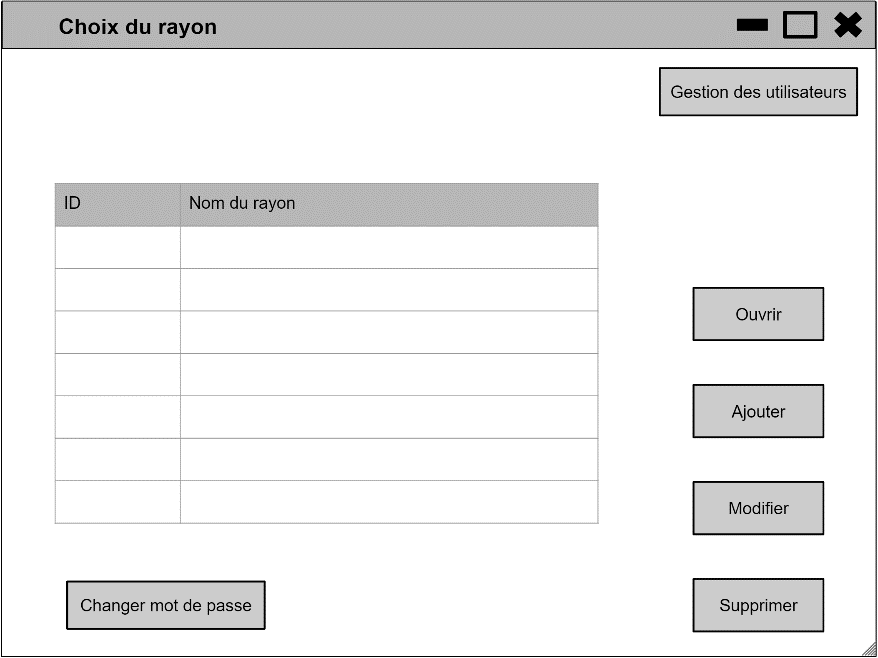 Choix du rayon
Gestion des utilisateurs
ID Nom du rayon
Ouvrir
Ajouter
Modifier
Changer mot de passe
Supprimer